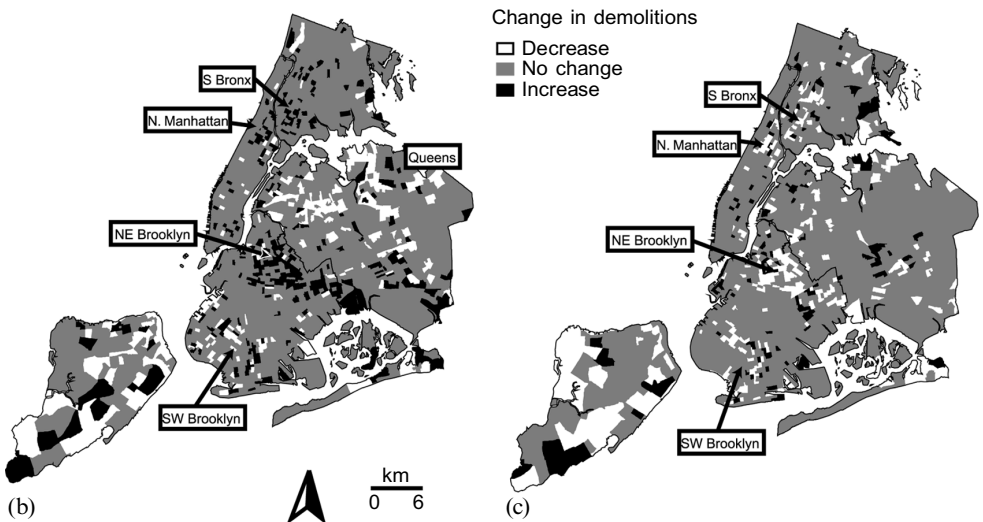 Change in demolitions
Decrease
No change
Increase
S Bronx
N. Manhattan
Queens
NE Brooklyn
SW Brooklyn
km
0 6
(b)
S Bronx
N. Manhattan
NE Brooklyn
SW Brooklyn
(c)